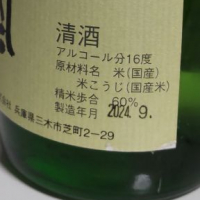 清酒
アルコール分16度
原材料名 米(国産)
米こうじ(国産米)
精米歩合 60%
製造年月 2024.9.
兵庫県三木市芝町2-29